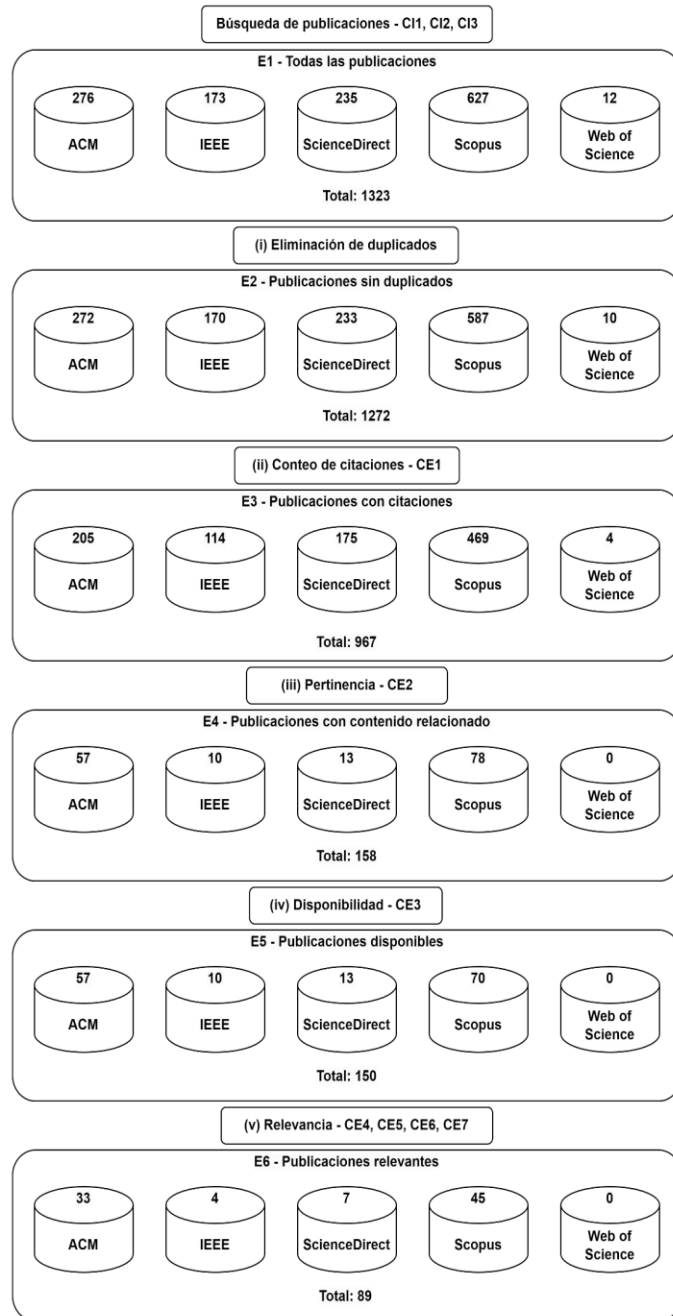 Búsqueda de publicaciones - CI1, CI2, CI3
E1 - Todas las publicaciones
276 173 235 627 12
ACM IEEE ScienceDirect Scopus Web of
Science
Total: 1323
(i) Eliminación de duplicados
E2 - Publicaciones sin duplicados
272 170 233 587 10
ACM IEEE ScienceDirect Scopus Web of
Science
Total: 1272
(ii) Conteo de citaciones - CE1
E3 - Publicaciones con citaciones
205 114 175 469 4
ACM IEEE ScienceDirect Scopus Web of
Science
Total: 967
(iii) Pertinencia - CE2
E4 - Publicaciones con contenido relacionado
57 10 13 78 0
ACM IEEE ScienceDirect Scopus Web of
Science
Total: 158
(iv) Disponibilidad - CE3
E5 - Publicaciones disponibles
57 10 13 70 0
ACM IEEE ScienceDirect Scopus Web of
Science
Total: 150
(v) Relevancia - CE4, CE5, CE6, CE7
E6 - Publicaciones relevantes
33 4 7 45 0
ACM IEEE ScienceDirect Scopus Web of
Science
Total: 89